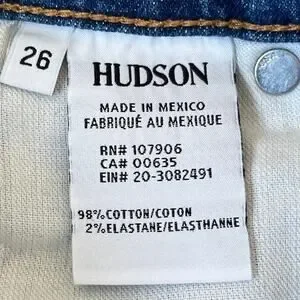 26
HUDSON
MADE IN MEXICO
FABRIQUÉ AU MEXIQUE
RN# 107906
CA# 00635
EIN# 20-3082491
98%COTTON/COTON
2%ELASTANE/ELASTHANNE